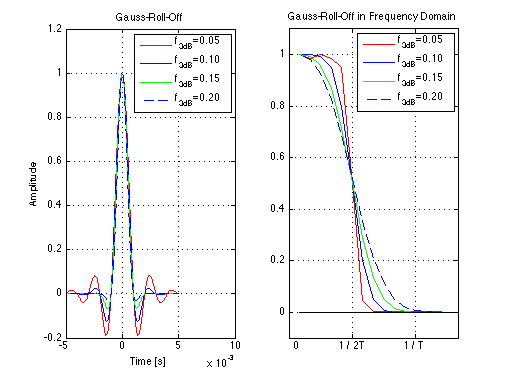 Gauss-Roll-Off
f3dB=0.05
f3dB=0.10
f3dB=0.15
f3dB=0.20
Amplitude
1.2
1
0.8
0.6
0.4
0.2
0
-0.2
-5
0
5
10
Time [s]
x 10^-3
Gauss-Roll-Off in Frequency Domain
f3dB=0.05
f3dB=0.10
f3dB=0.15
f3dB=0.20
1
0.8
0.6
0.4
0.2
0
0
1 / 2T
1 / T